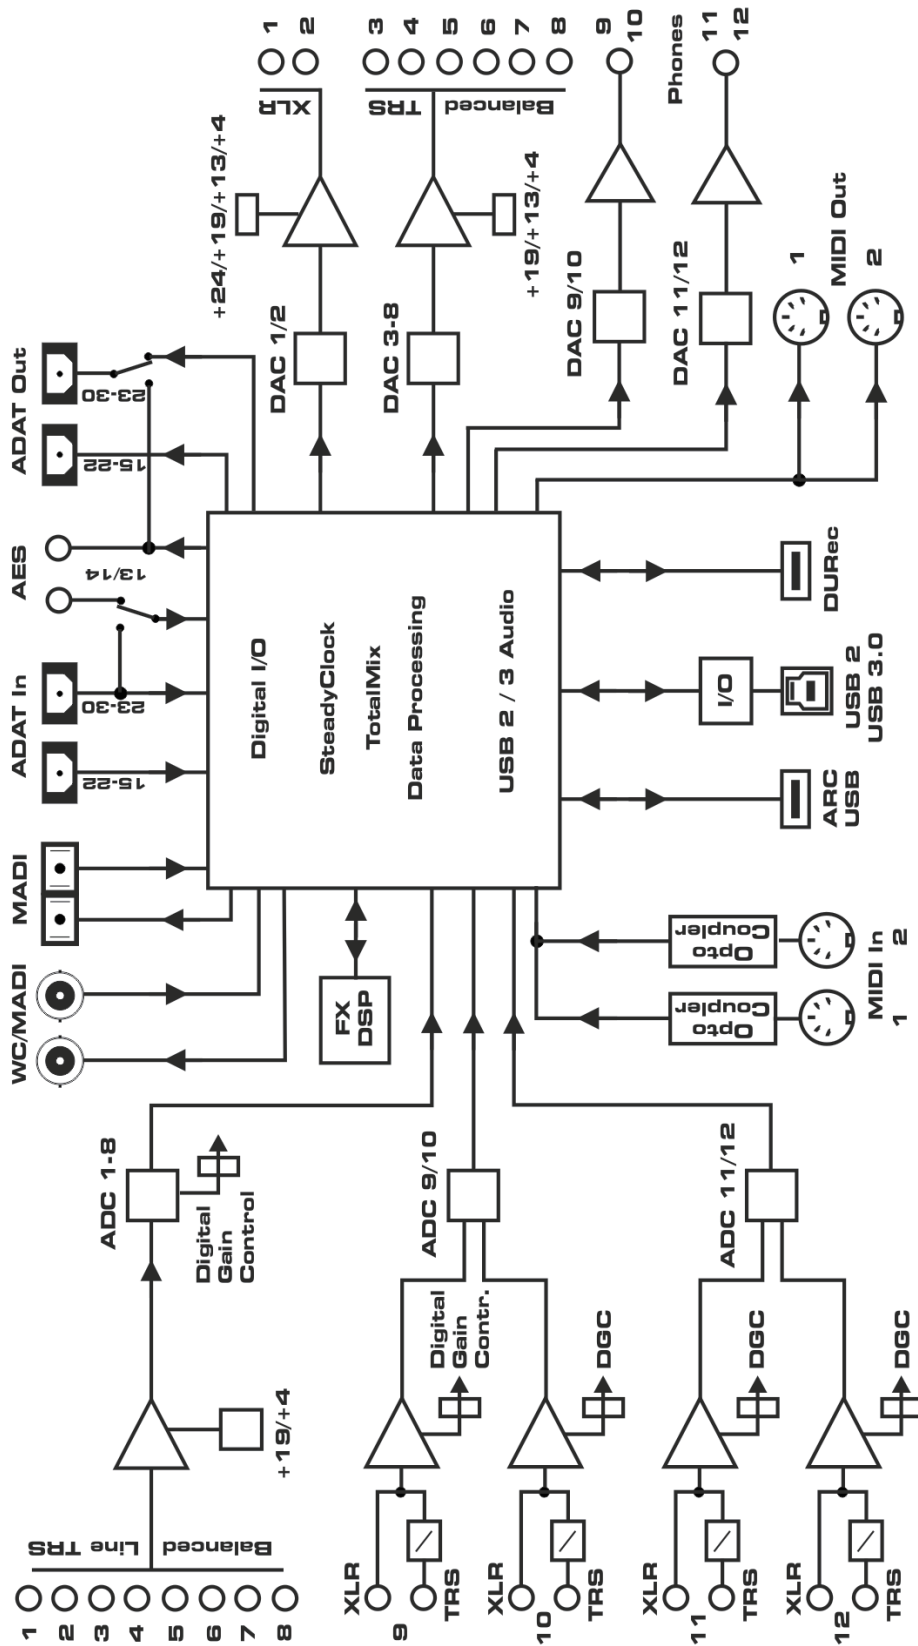 1
2
3
4
5
6
7
8
Balanced Line TRS
+19/+4
ADC 1-8
Digital
Gain
Control
XLR
9
TRS
Digital
Gain
Contr.
XLR
10
TRS
DGC
ADC 9/10
XLR
11
TRS
DGC
XLR
12
TRS
DGC
ADC 11/12
WC/MADI
MADI
ADAT In
15-22
23-30
AES
13/14
ADAT Out
15-22
23-30
FX
DSP
Digital I/O
SteadyClock
TotalMix
Data Processing
USB 2 / 3 Audio
Opto
Coupler
Opto
Coupler
1
MIDI In
2
ARC
USB
I/O
USB 2
USB 3.0
DURec
DAC 1/2
+24/+19/+13/+4
XLR
1
2
DAC 3-8
+19/+13/+4
Balanced TRS
3
4
5
6
7
8
DAC 9/10
9
10
DAC 11/12
Phones
11
12
1
MIDI Out
2